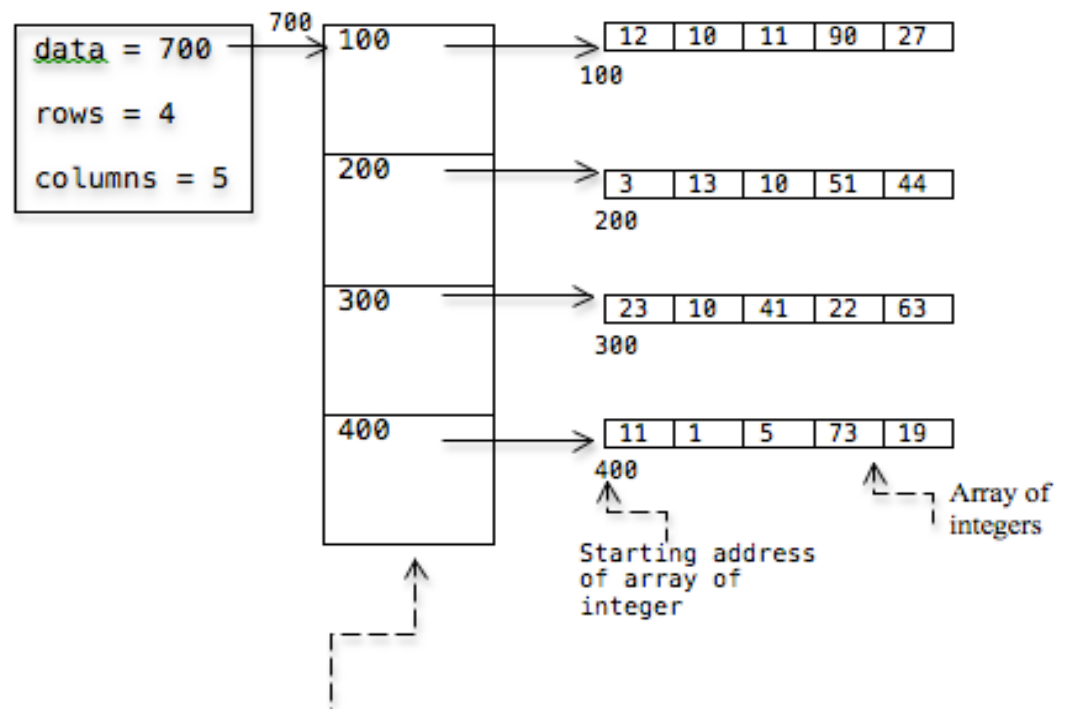 data = 700
rows = 4
columns = 5
700
100
200
300
400
12 10 11 90 27
100
3 13 10 51 44
200
23 10 41 22 63
300
11 1 5 73 19
400
Starting address
of array of
integer
Array of
integers